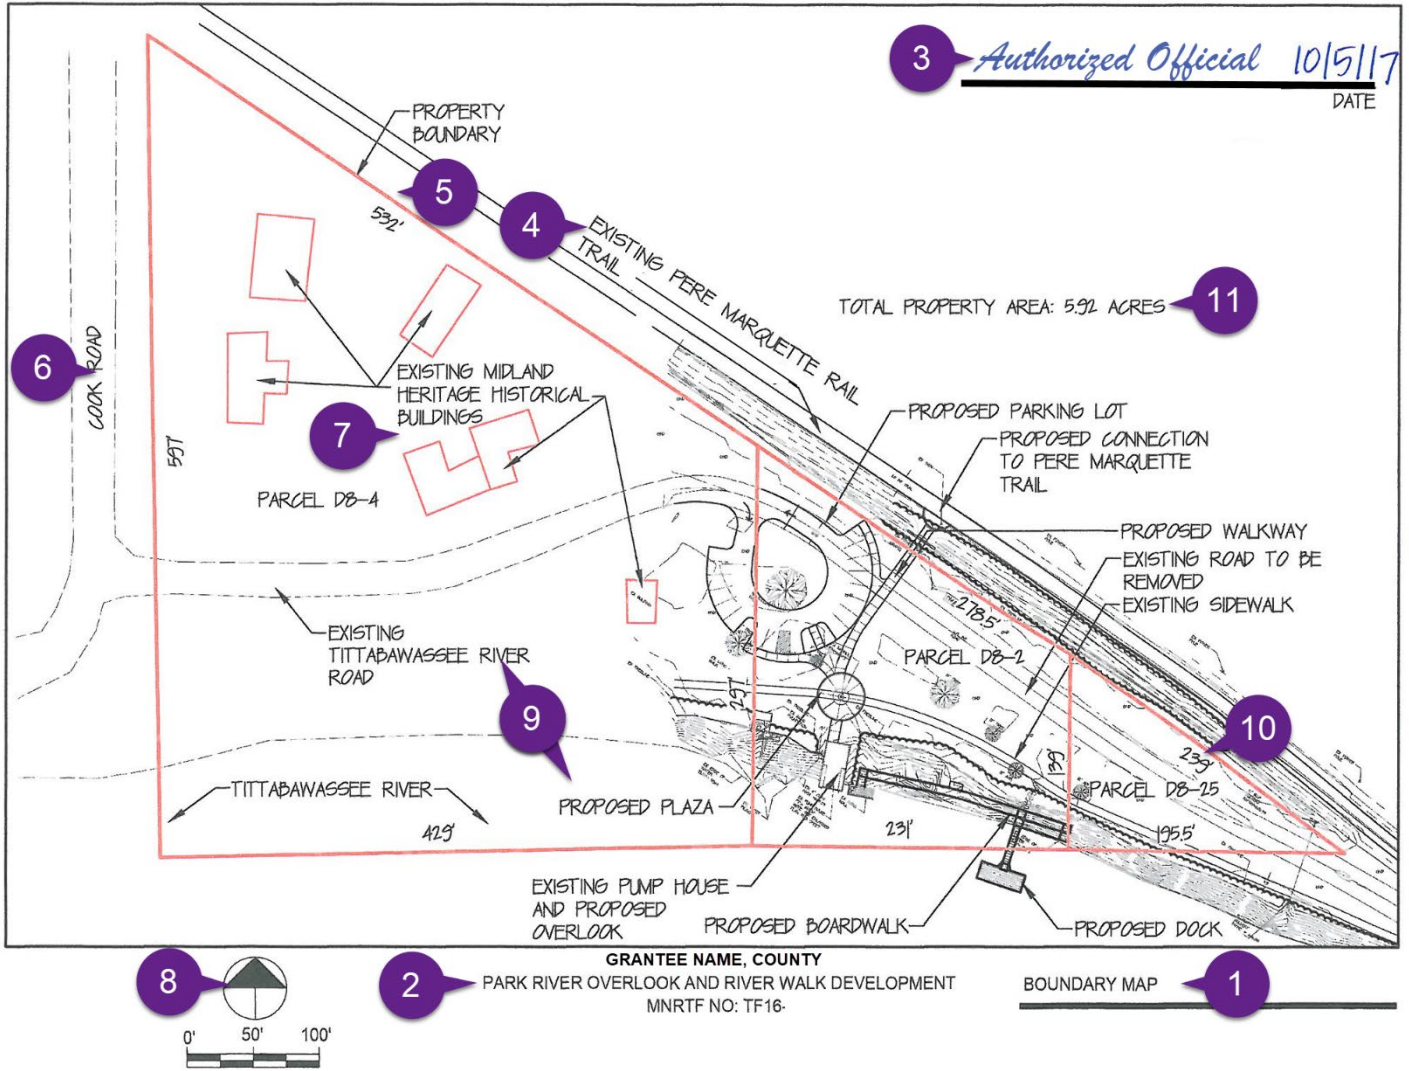 3
Authorized Official 10/5/17
DATE
PROPERTY
BOUNDARY
5
532'
4
EXISTING PERE MARQUETTE RAIL
TRAIL
TOTAL PROPERTY AREA: 5.92 ACRES
11
6
COOK ROAD
597'
EXISTING MIDLAND
HERITAGE HISTORICAL
BUILDINGS
7
PARCEL D8-4
PROPOSED PARKING LOT
PROPOSED CONNECTION
TO PERE MARQUETTE
TRAIL
PROPOSED WALKWAY
EXISTING ROAD TO BE
REMOVED
EXISTING SIDEWALK
278.5'
PARCEL D8-2
EXISTING
TITTABAWASSEE RIVER
ROAD
9
297'
139'
10
239'
PARCEL D8-25
TITTABAWASSEE RIVER
PROPOSED PLAZA
429'
231'
195.5'
EXISTING PUMP HOUSE
AND PROPOSED
OVERLOOK
PROPOSED BOARDWALK
PROPOSED DOCK
8
0' 50' 100'
2
GRANTEE NAME, COUNTY
PARK RIVER OVERLOOK AND RIVER WALK DEVELOPMENT
MNRTF NO: TF16-
BOUNDARY MAP
1